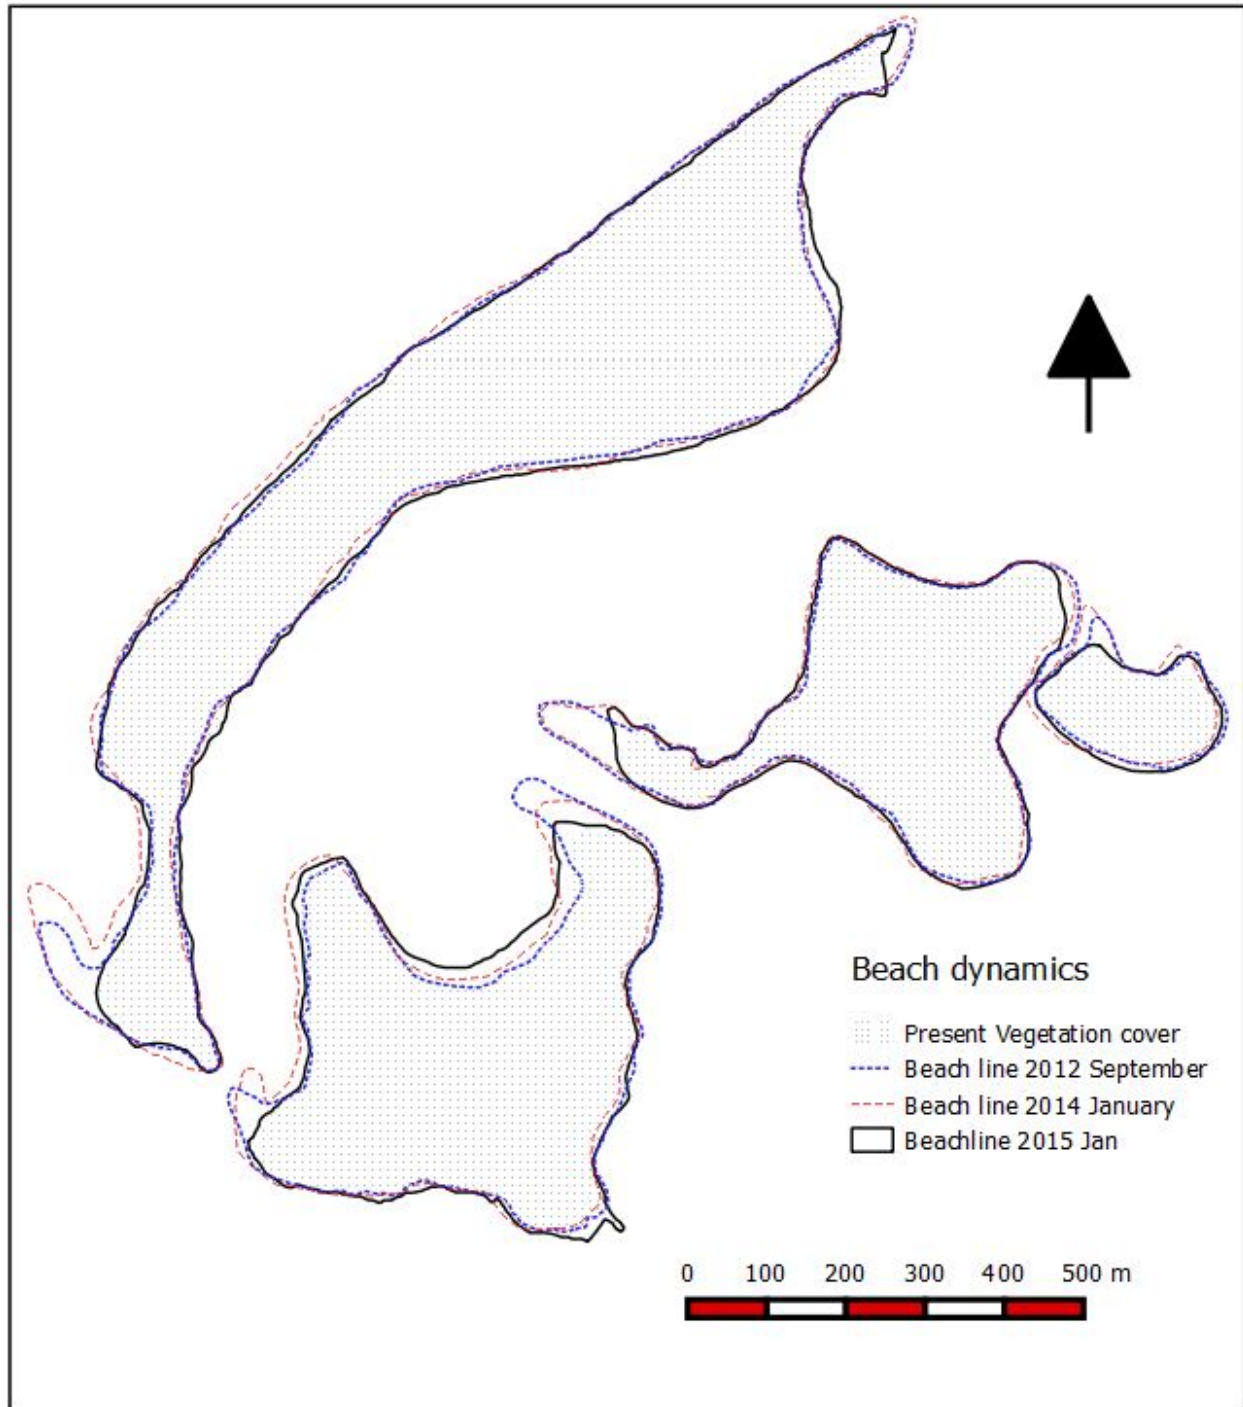 Beach dynamics
Present Vegetation cover
Beach line 2012 September
Beach line 2014 January
Beachline 2015 Jan
0 100 200 300 400 500 m